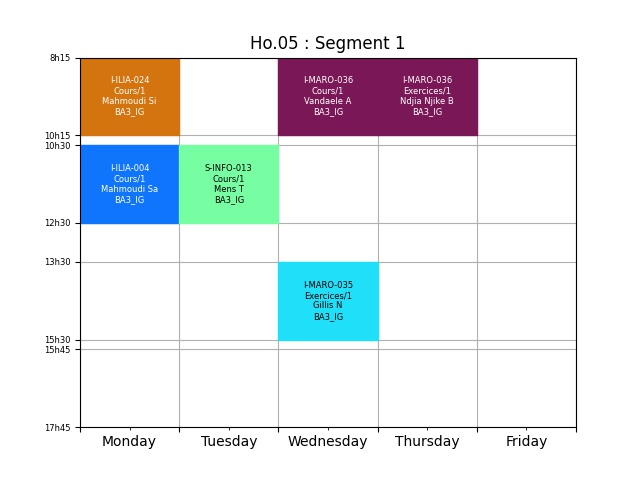 Ho.05 : Segment 1
8h15
I-ILIA-024
Cours/1
Mahmoudi Si
BA3_IG
I-MARO-036
Cours/1
Vandaele A
BA3_IG
I-MARO-036
Exercices/1
Ndjia Njike B
BA3_IG
10h15
10h30
I-ILIA-004
Cours/1
Mahmoudi Sa
BA3_IG
S-INFO-013
Cours/1
Mens T
BA3_IG
12h30
13h30
I-MARO-035
Exercices/1
Gillis N
BA3_IG
15h30
15h45
17h45
Monday
Tuesday
Wednesday
Thursday
Friday